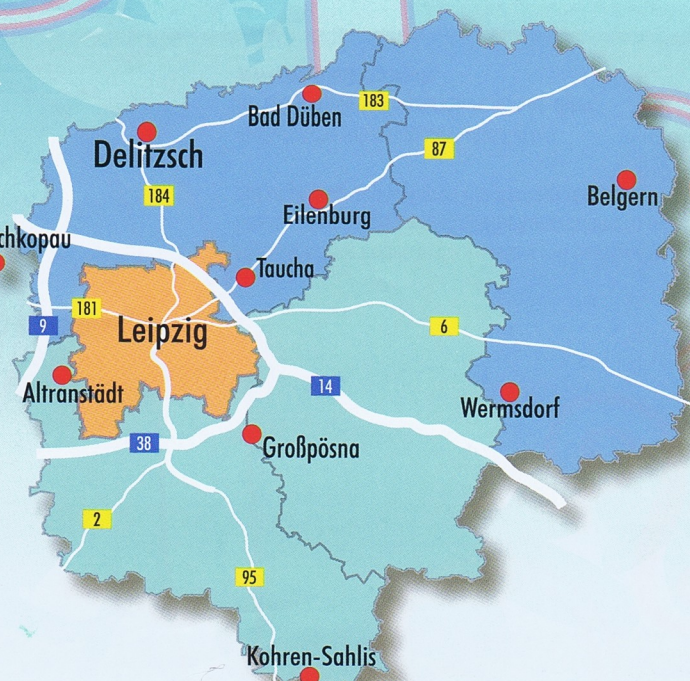 Bad Düben
183
Delitzsch
87
184
Belgern
Eilenburg
chkopau
Taucha
181
9
Leipzig
6
Altranstädt
14
Wermsdorf
38
Großpösna
2
95
Kohren-Sahlis